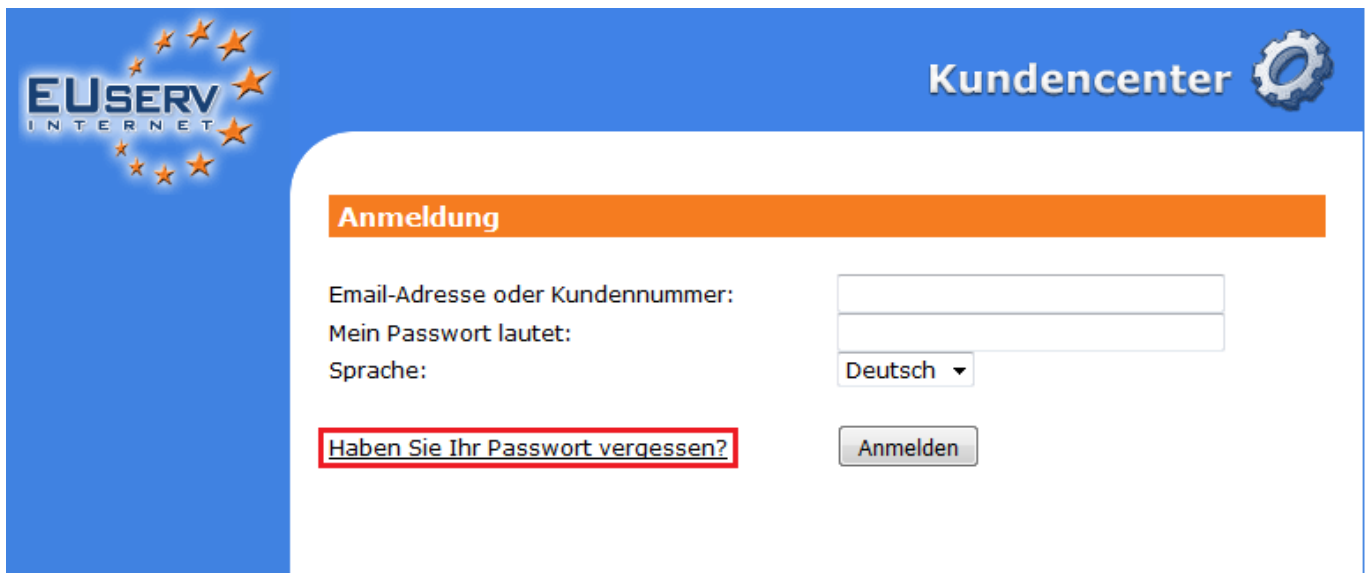 EUSERV
INTERNET
Kundencenter
Anmeldung
Email-Adresse oder Kundennummer:
Mein Passwort lautet:
Sprache: Deutsch
Haben Sie Ihr Passwort vergessen? Anmelden